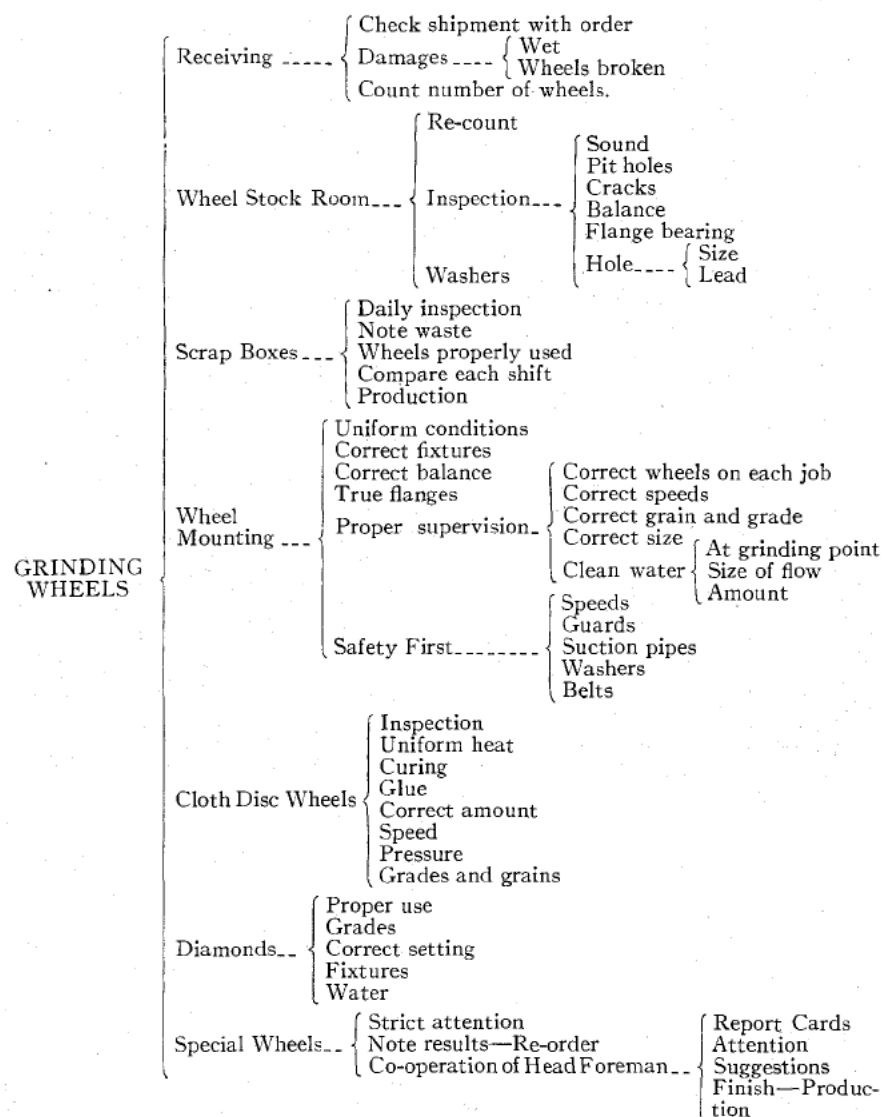 Receiving
Check shipment with order
Damages
Wet
Wheels broken
Count number of wheels.
Wheel Stock Room
Re-count
Inspection
Sound
Pit holes
Cracks
Balance
Flange bearing
Hole
Size
Lead
Washers
Scrap Boxes
Daily inspection
Note waste
Wheels properly used
Compare each shift
Production
GRINDING
WHEELS
Wheel
Mounting
Uniform conditions
Correct fixtures
Correct balance
True flanges
Proper supervision
Correct wheels on each job
Correct speeds
Correct grain and grade
Correct size
Clean water
At grinding point
Size of flow
Amount
Safety First
Speeds
Guards
Suction pipes
Washers
Belts
Cloth Disc Wheels
Inspection
Uniform heat
Curing
Glue
Correct amount
Speed
Pressure
Grades and grains
Diamonds
Proper use
Grades
Correct setting
Fixtures
Water
Special Wheels
Strict attention
Note results—Re-order
Co-operation of Head Foreman
Report Cards
Attention
Suggestions
Finish—Produc-
tion